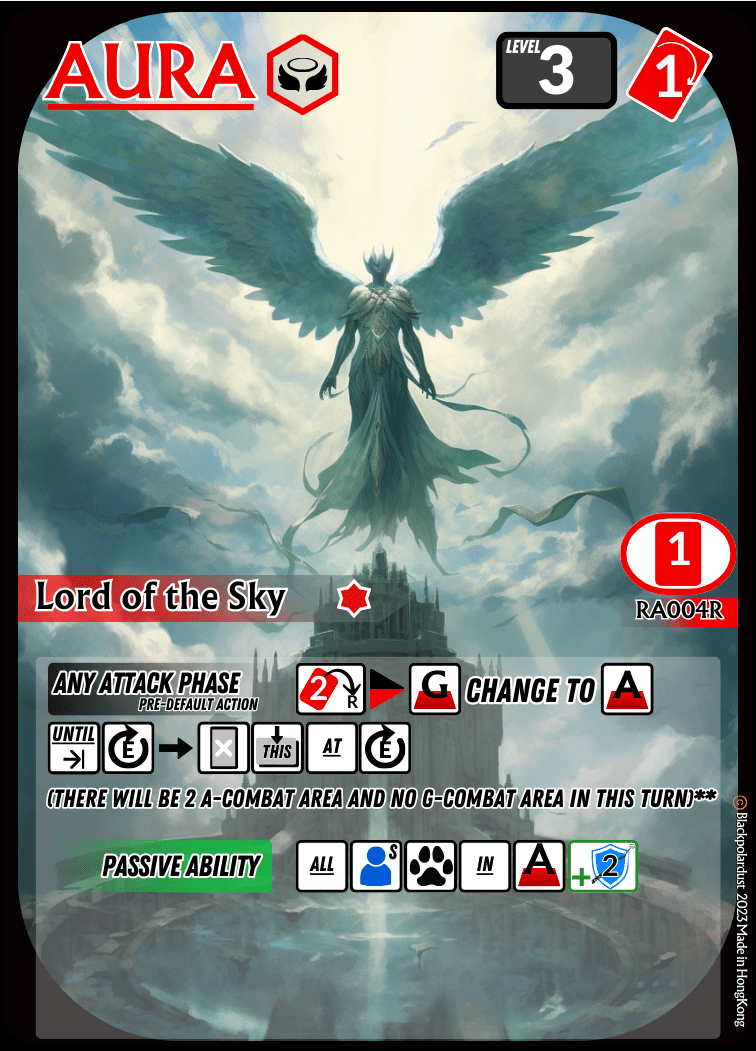 AURA
LEVEL 3
1
1
Lord of the Sky
RA004R
ANY ATTACK PHASE
PRE-DEFAULT ACTION
2 R G CHANGE TO A
UNTIL E THIS AT E
(THERE WILL BE 2 A-COMBAT AREA AND NO G-COMBAT AREA IN THIS TURN)**
PASSIVE ABILITY ALL S IN A +2
© Blackpolardust 2023 Made in HongKong